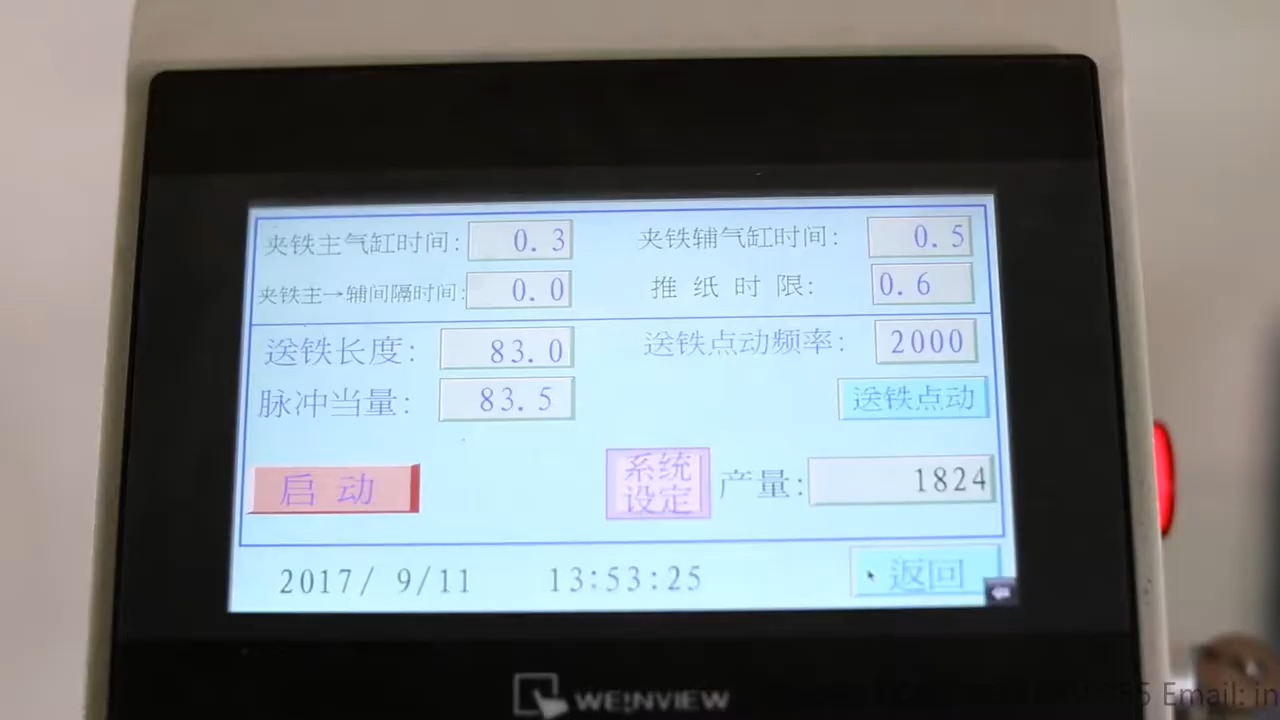 夹铁主气缸时间: 0.3 夹铁辅气缸时间: 0.5
夹铁主→辅间隔时间: 0.0 推纸时限: 0.6
送铁长度: 83.0 送铁点动频率: 2000
脉冲当量: 83.5 送铁点动
启动 系统设定 产量: 1824
2017/ 9/11 13:53:25 返回
WEINVIEW
Email: in